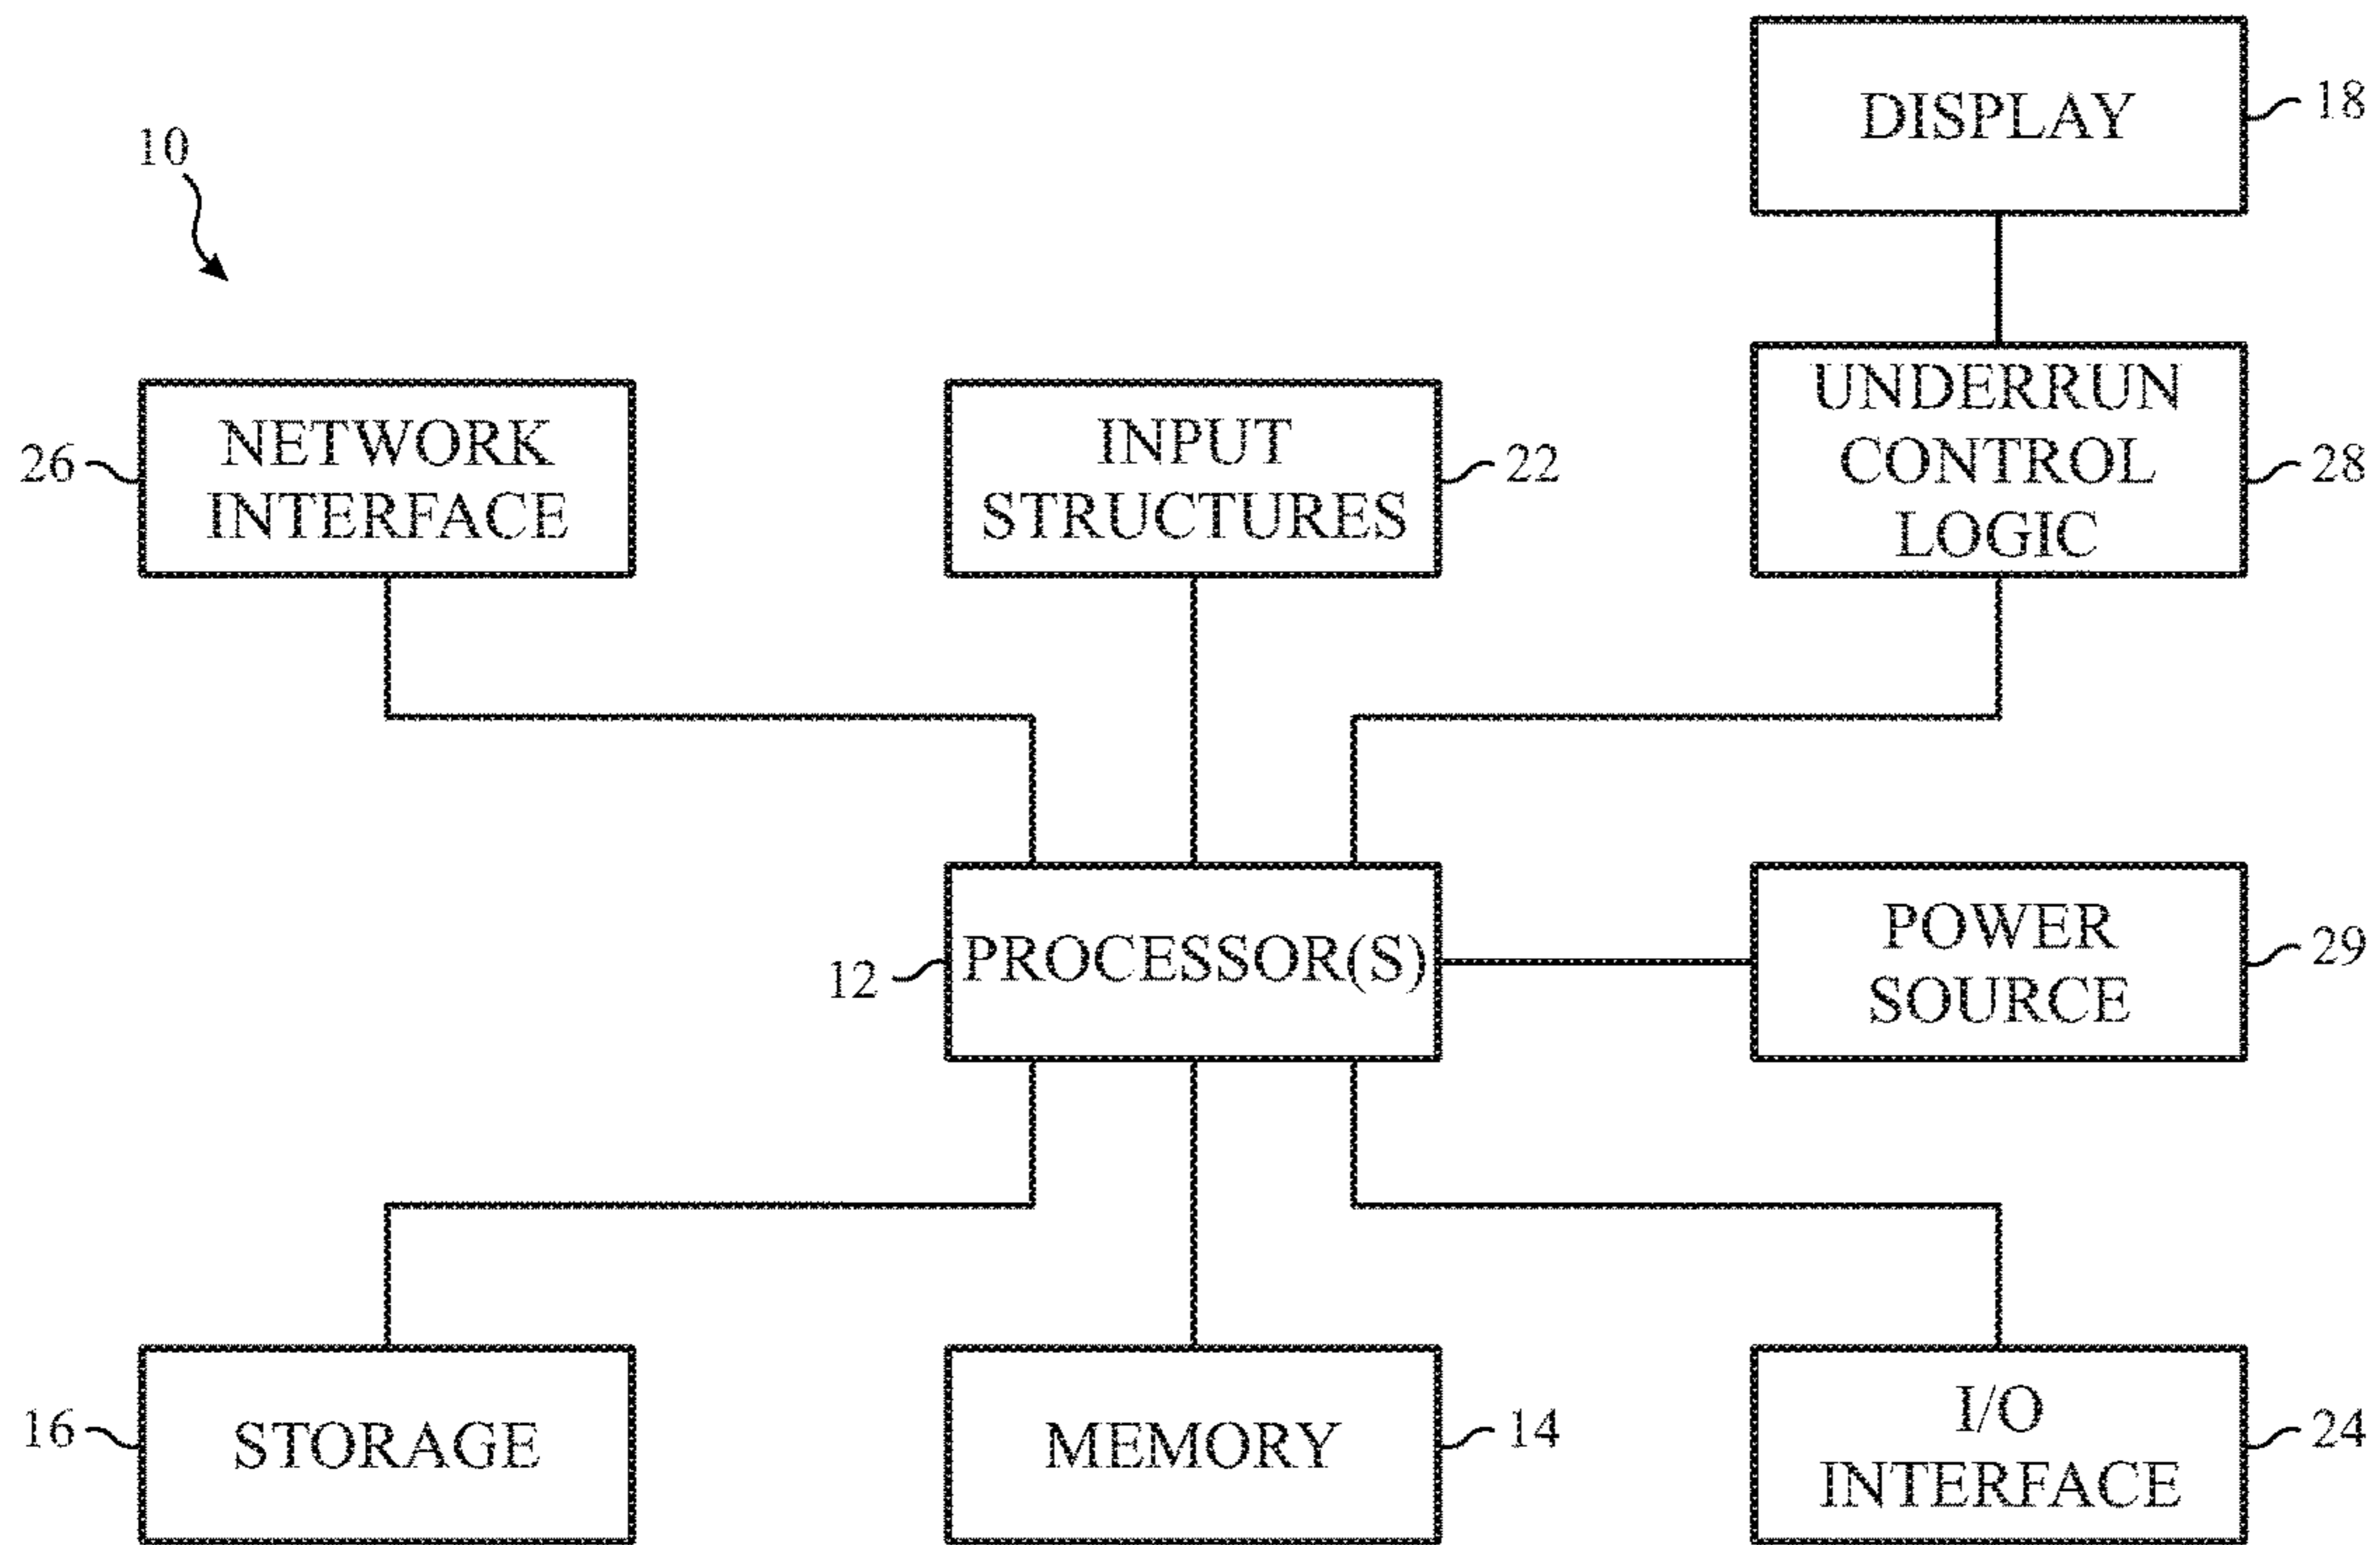 10
DISPLAY
18
26
NETWORK
INTERFACE
INPUT
STRUCTURES
22
UNDERRUN
CONTROL
LOGIC
28
12
PROCESSOR(S)
POWER
SOURCE
29
16
STORAGE
MEMORY
14
I/O
INTERFACE
24